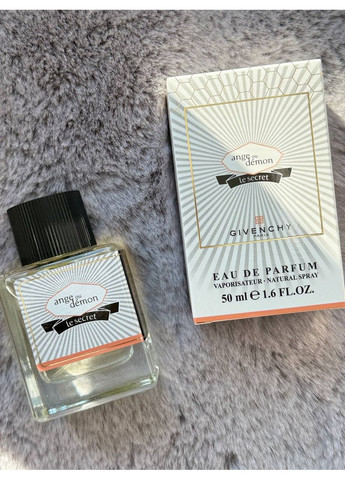 ange ou démon
le secret
GIVENCHY
PARIS
EAU DE PARFUM
VAPORISATEUR • NATURAL SPRAY
50 ml e 1.6 FL.OZ.
ange ou
démon
le secret